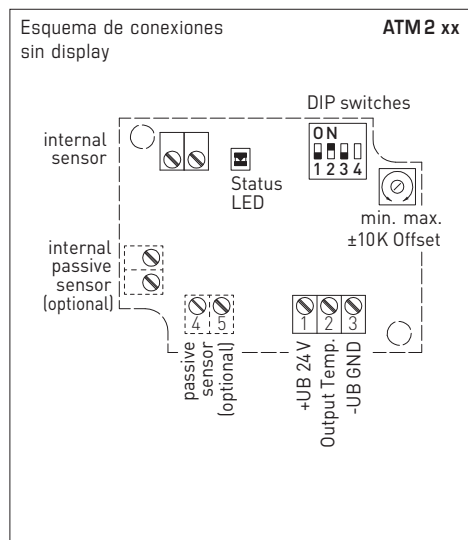 Esquema de conexiones
sin display
ATM 2 xx
DIP switches
ON
1 2 3 4
internal
sensor
Status
LED
min. max.
±10K Offset
internal
passive
sensor
(optional)
4 5
1 2 3
passive
sensor
(optional)
+UB 24 V
Output Temp.
-UB GND